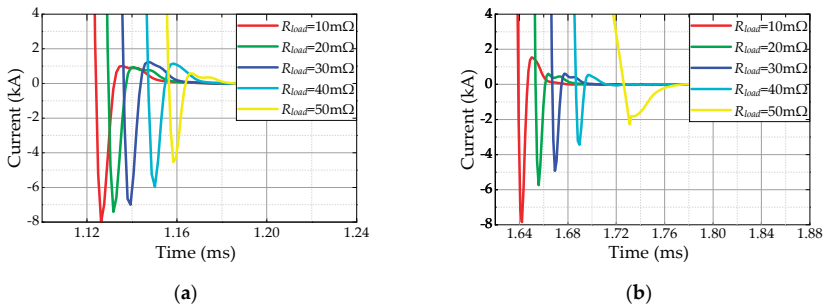 4
2
0
-2
-4
-6
-8
Current (kA)
1.12
1.16
1.20
1.24
Time (ms)
Rload=10mΩ
Rload=20mΩ
Rload=30mΩ
Rload=40mΩ
Rload=50mΩ
(a)
4
2
0
-2
-4
-6
-8
Current (kA)
1.64
1.68
1.72
1.76
1.80
1.84
1.88
Time (ms)
Rload=10mΩ
Rload=20mΩ
Rload=30mΩ
Rload=40mΩ
Rload=50mΩ
(b)